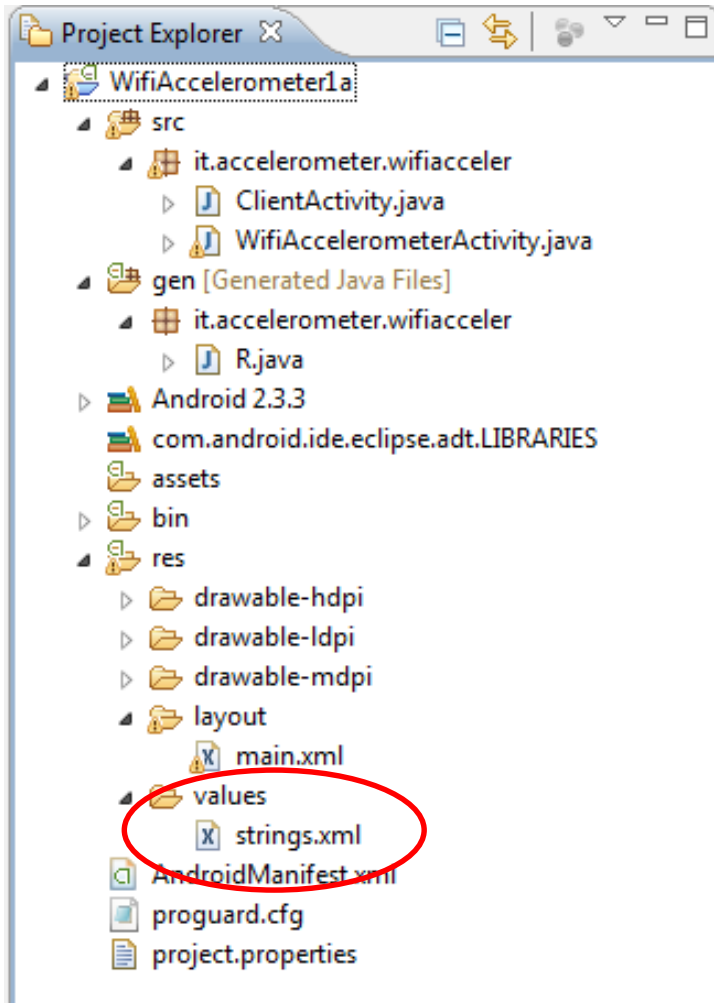 Project Explorer
WifiAccelerometer1a
src
it.accelerometer.wifiacceler
ClientActivity.java
WifiAccelerometerActivity.java
gen [Generated Java Files]
it.accelerometer.wifiacceler
R.java
Android 2.3.3
com.android.ide.eclipse.adt.LIBRARIES
assets
bin
res
drawable-hdpi
drawable-ldpi
drawable-mdpi
layout
main.xml
values
strings.xml
AndroidManifest.xml
proguard.cfg
project.properties